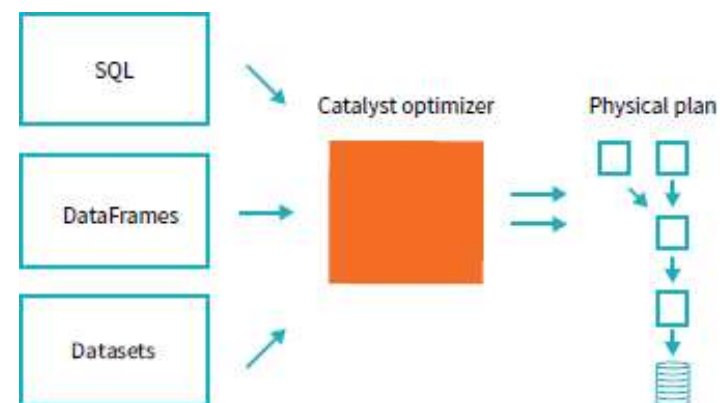 SQL
Catalyst optimizer
Physical plan
DataFrames
Datasets